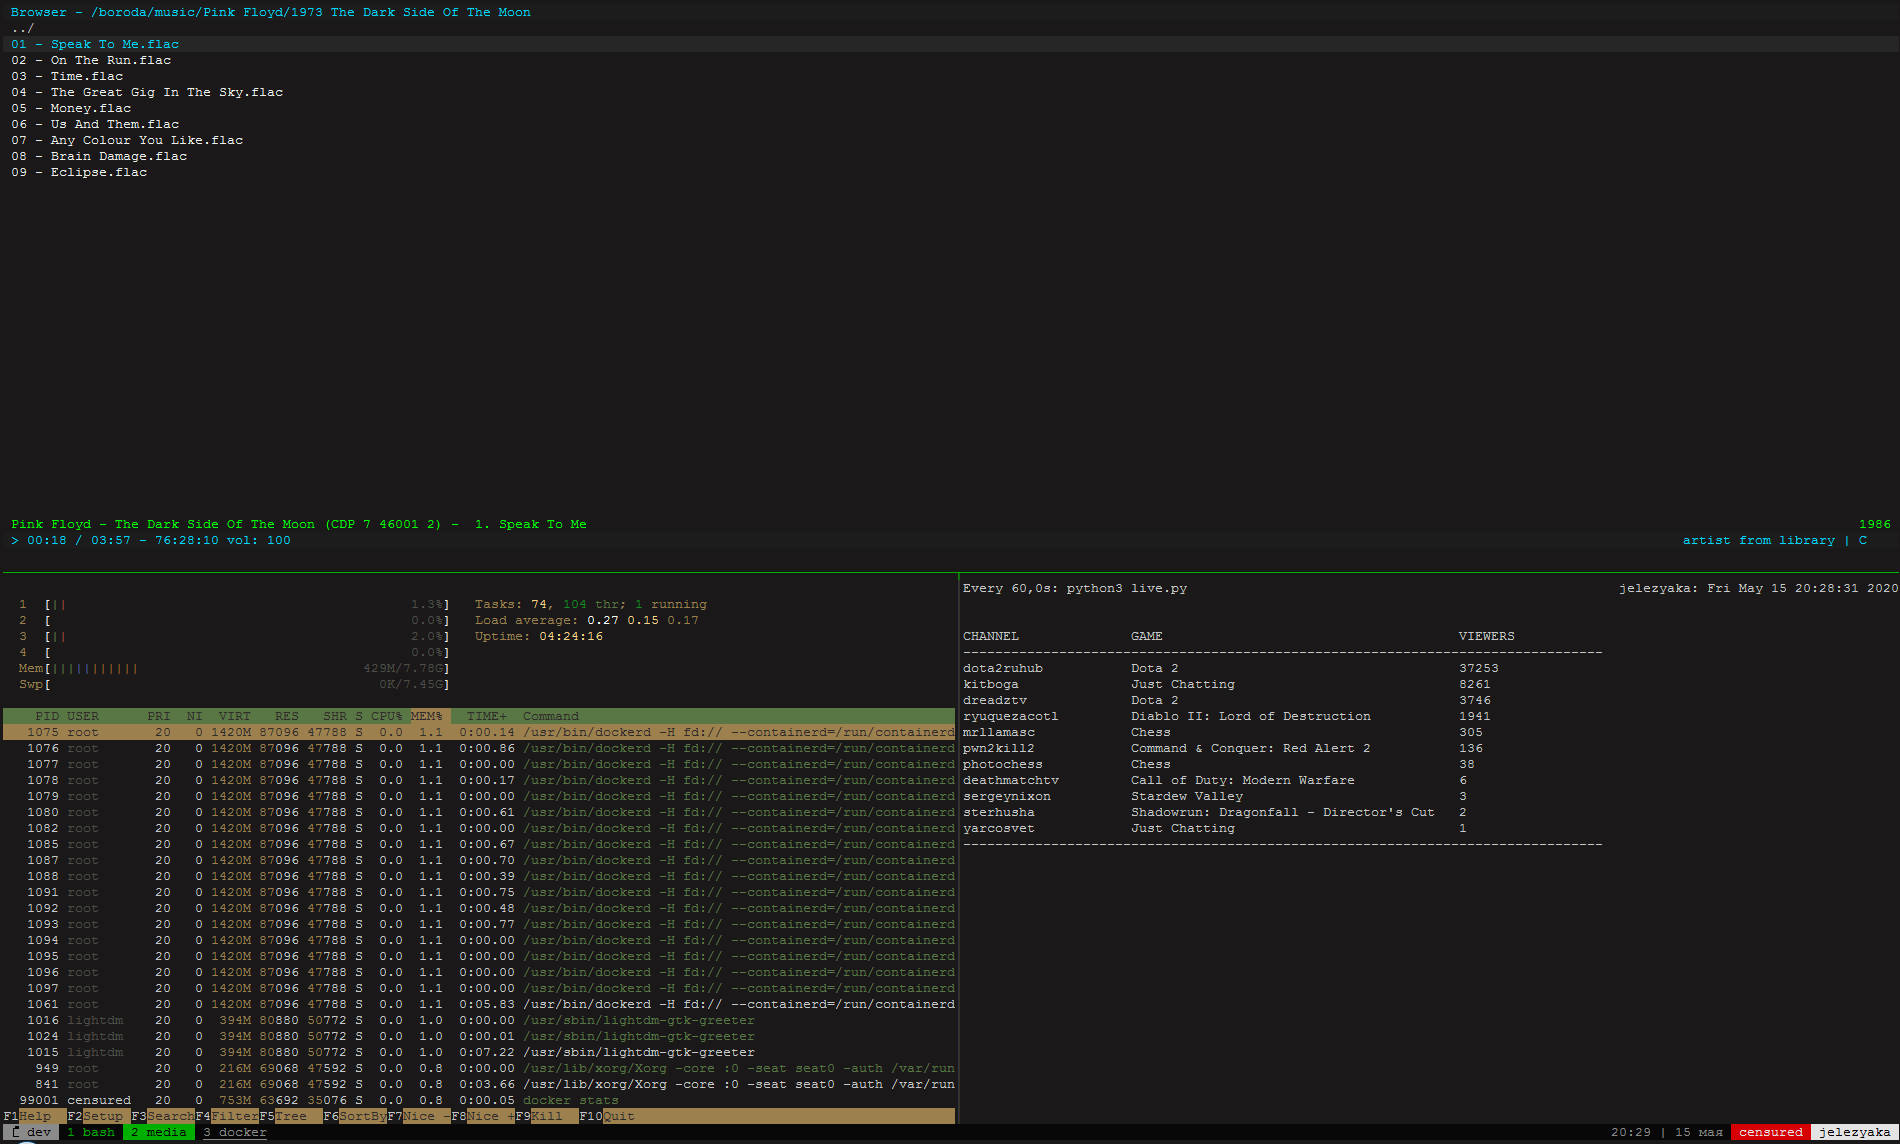 Browser - /boroda/music/Pink Floyd/1973 The Dark Side Of The Moon
../
01 - Speak To Me.flac
02 - On The Run.flac
03 - Time.flac
04 - The Great Gig In The Sky.flac
05 - Money.flac
06 - Us And Them.flac
07 - Any Colour You Like.flac
08 - Brain Damage.flac
09 - Eclipse.flac
Pink Floyd - The Dark Side Of The Moon (CDP 7 46001 2) - 1. Speak To Me 1986
> 00:18 / 03:57 - 76:28:10 vol: 100 artist from library | C
1 [|| 1.3%] Tasks: 74, 104 thr; 1 running
2 [ 0.0%] Load average: 0.27 0.15 0.17
3 [|| 2.0%] Uptime: 04:24:16
4 [ 0.0%]
Mem[||||||||||| 429M/7.78G]
Swp[ 0K/7.45G]
PID USER PRI NI VIRT RES SHR S CPU% MEM% TIME+ Command
1075 root 20 0 1420M 87096 47788 S 0.0 1.1 0:00.14 /usr/bin/dockerd -H fd:// --containerd=/run/containerd
1076 root 20 0 1420M 87096 47788 S 0.0 1.1 0:00.86 /usr/bin/dockerd -H fd:// --containerd=/run/containerd
1077 root 20 0 1420M 87096 47788 S 0.0 1.1 0:00.00 /usr/bin/dockerd -H fd:// --containerd=/run/containerd
1078 root 20 0 1420M 87096 47788 S 0.0 1.1 0:00.17 /usr/bin/dockerd -H fd:// --containerd=/run/containerd
1079 root 20 0 1420M 87096 47788 S 0.0 1.1 0:00.00 /usr/bin/dockerd -H fd:// --containerd=/run/containerd
1080 root 20 0 1420M 87096 47788 S 0.0 1.1 0:00.61 /usr/bin/dockerd -H fd:// --containerd=/run/containerd
1082 root 20 0 1420M 87096 47788 S 0.0 1.1 0:00.00 /usr/bin/dockerd -H fd:// --containerd=/run/containerd
1085 root 20 0 1420M 87096 47788 S 0.0 1.1 0:00.67 /usr/bin/dockerd -H fd:// --containerd=/run/containerd
1087 root 20 0 1420M 87096 47788 S 0.0 1.1 0:00.70 /usr/bin/dockerd -H fd:// --containerd=/run/containerd
1088 root 20 0 1420M 87096 47788 S 0.0 1.1 0:00.39 /usr/bin/dockerd -H fd:// --containerd=/run/containerd
1091 root 20 0 1420M 87096 47788 S 0.0 1.1 0:00.75 /usr/bin/dockerd -H fd:// --containerd=/run/containerd
1092 root 20 0 1420M 87096 47788 S 0.0 1.1 0:00.48 /usr/bin/dockerd -H fd:// --containerd=/run/containerd
1093 root 20 0 1420M 87096 47788 S 0.0 1.1 0:00.77 /usr/bin/dockerd -H fd:// --containerd=/run/containerd
1094 root 20 0 1420M 87096 47788 S 0.0 1.1 0:00.00 /usr/bin/dockerd -H fd:// --containerd=/run/containerd
1095 root 20 0 1420M 87096 47788 S 0.0 1.1 0:00.00 /usr/bin/dockerd -H fd:// --containerd=/run/containerd
1096 root 20 0 1420M 87096 47788 S 0.0 1.1 0:00.00 /usr/bin/dockerd -H fd:// --containerd=/run/containerd
1097 root 20 0 1420M 87096 47788 S 0.0 1.1 0:00.00 /usr/bin/dockerd -H fd:// --containerd=/run/containerd
1061 root 20 0 1420M 87096 47788 S 0.0 1.1 0:05.83 /usr/bin/dockerd -H fd:// --containerd=/run/containerd
1016 lightdm 20 0 394M 80880 50772 S 0.0 1.0 0:00.00 /usr/sbin/lightdm-gtk-greeter
1024 lightdm 20 0 394M 80880 50772 S 0.0 1.0 0:00.01 /usr/sbin/lightdm-gtk-greeter
1015 lightdm 20 0 394M 80880 50772 S 0.0 1.0 0:07.22 /usr/sbin/lightdm-gtk-greeter
949 root 20 0 216M 69068 47592 S 0.0 0.8 0:00.00 /usr/lib/xorg/Xorg -core :0 -seat seat0 -auth /var/run
841 root 20 0 216M 69068 47592 S 0.0 0.8 0:03.66 /usr/lib/xorg/Xorg -core :0 -seat seat0 -auth /var/run
99001 censured 20 0 753M 63692 35076 S 0.0 0.8 0:00.05 docker stats
F1Help F2Setup F3SearchF4FilterF5Tree F6SortByF7Nice -F8Nice +F9Kill F10Quit
Every 60,0s: python3 live.py jelezyaka: Fri May 15 20:28:31 2020
CHANNEL GAME VIEWERS
--------------------------------------------------------------------------------
dota2ruhub Dota 2 37253
kitboga Just Chatting 8261
dreadztv Dota 2 3746
ryuquezacotl Diablo II: Lord of Destruction 1941
mrllamasc Chess 305
pwn2kill2 Command & Conquer: Red Alert 2 136
photochess Chess 38
deathmatchtv Call of Duty: Modern Warfare 6
sergeynixon Stardew Valley 3
sterhusha Shadowrun: Dragonfall - Director's Cut 2
yarcosvet Just Chatting 1
--------------------------------------------------------------------------------
dev 1 bash 2 media 3 docker 20:29 | 15 мая censured jelezyaka